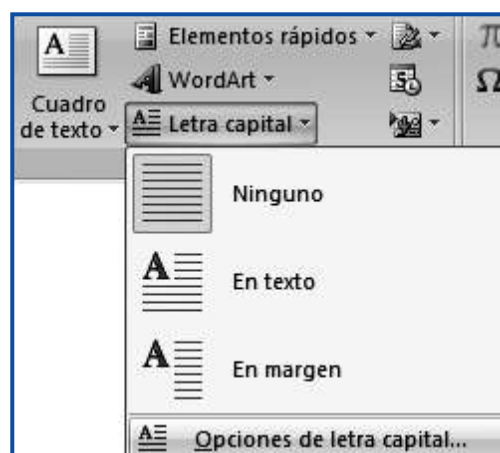 Elementos rápidos
WordArt
Cuadro
de texto
Letra capital
Ninguno
En texto
En margen
Opciones de letra capital...